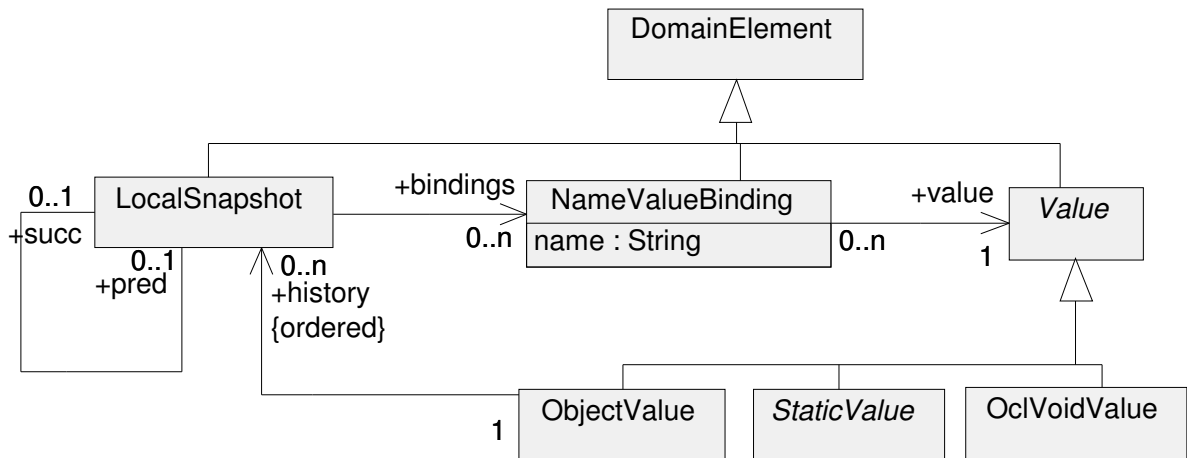 DomainElement
LocalSnapshot
0..1
+succ
0..1
+pred
+bindings
0..n
NameValueBinding
name : String
+value
0..n
1
Value
0..n
+history
{ordered}
1
ObjectValue
StaticValue
OclVoidValue